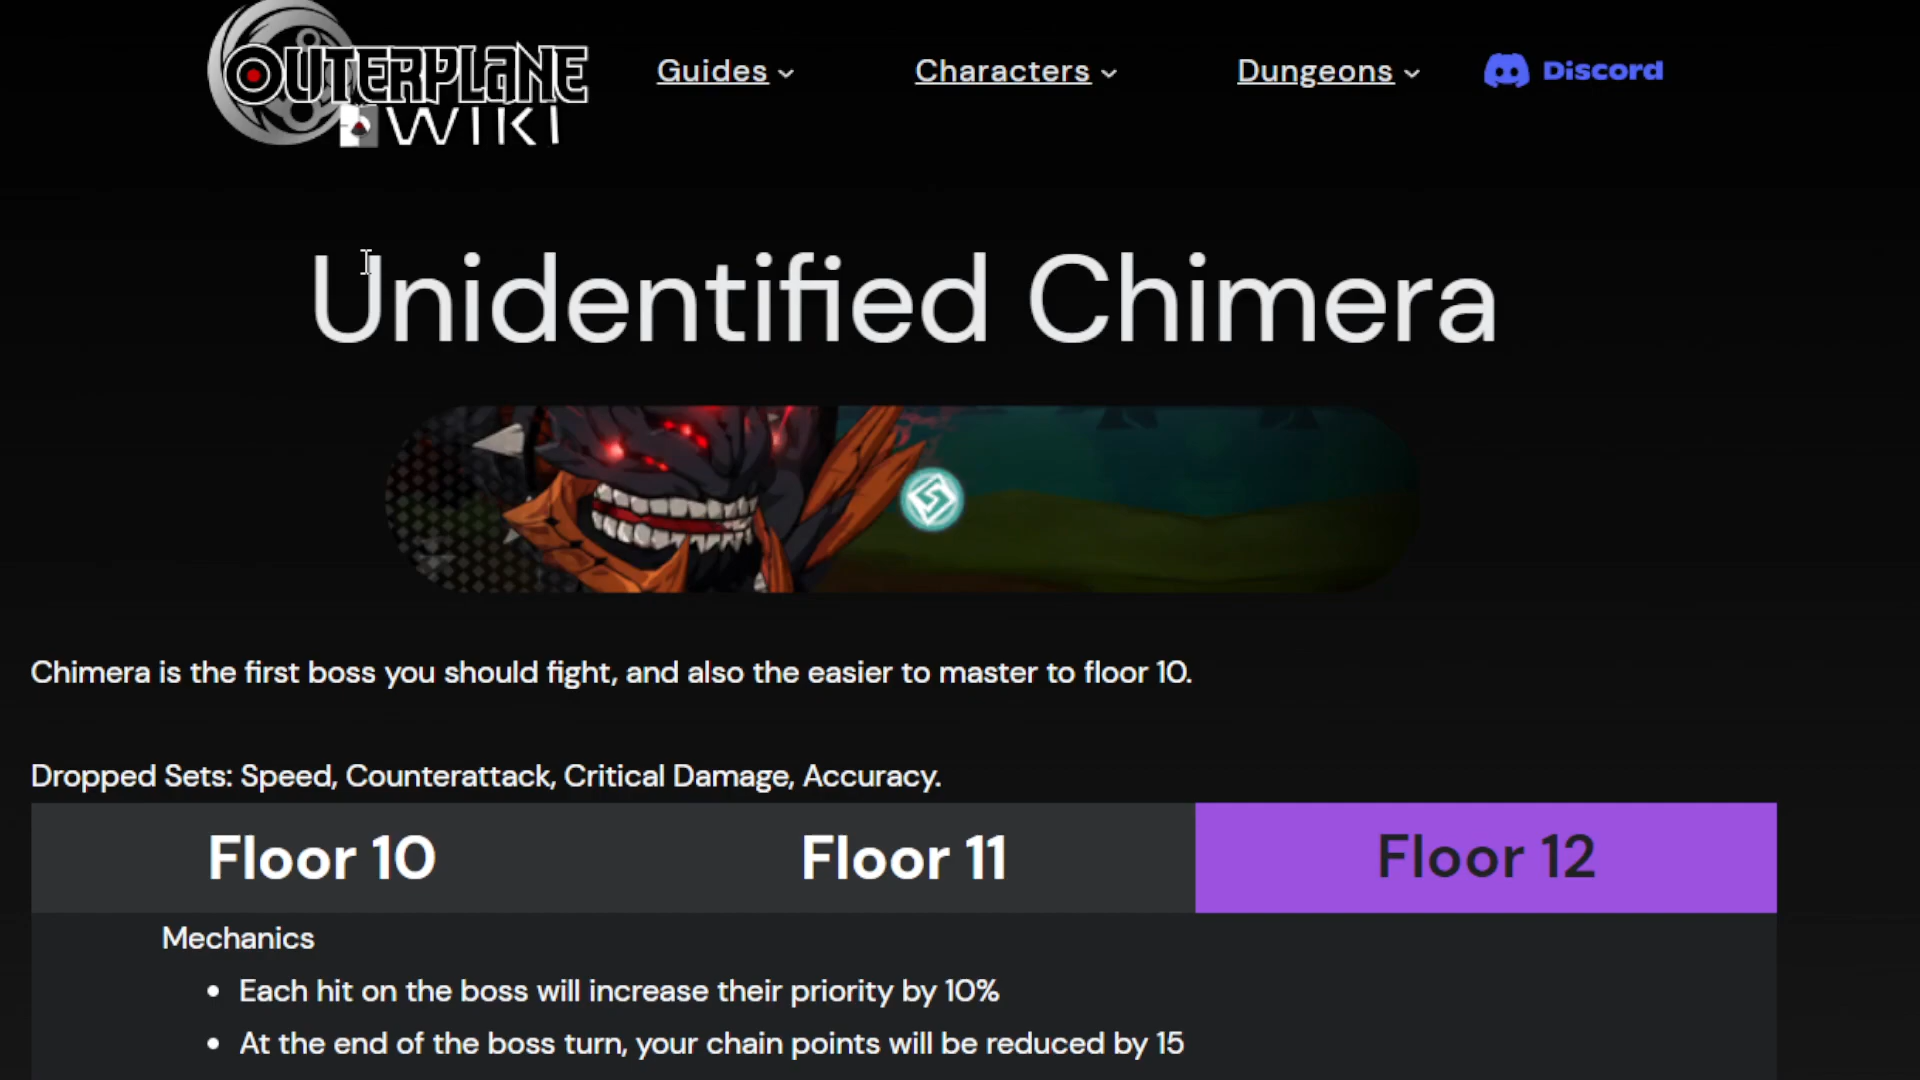 OUTERPLANE
WIKI
Guides
Characters
Dungeons
Discord
Unidentified Chimera
Chimera is the first boss you should fight, and also the easier to master to floor 10.
Dropped Sets: Speed, Counterattack, Critical Damage, Accuracy.
Floor 10
Floor 11
Floor 12
Mechanics
• Each hit on the boss will increase their priority by 10%
• At the end of the boss turn, your chain points will be reduced by 15